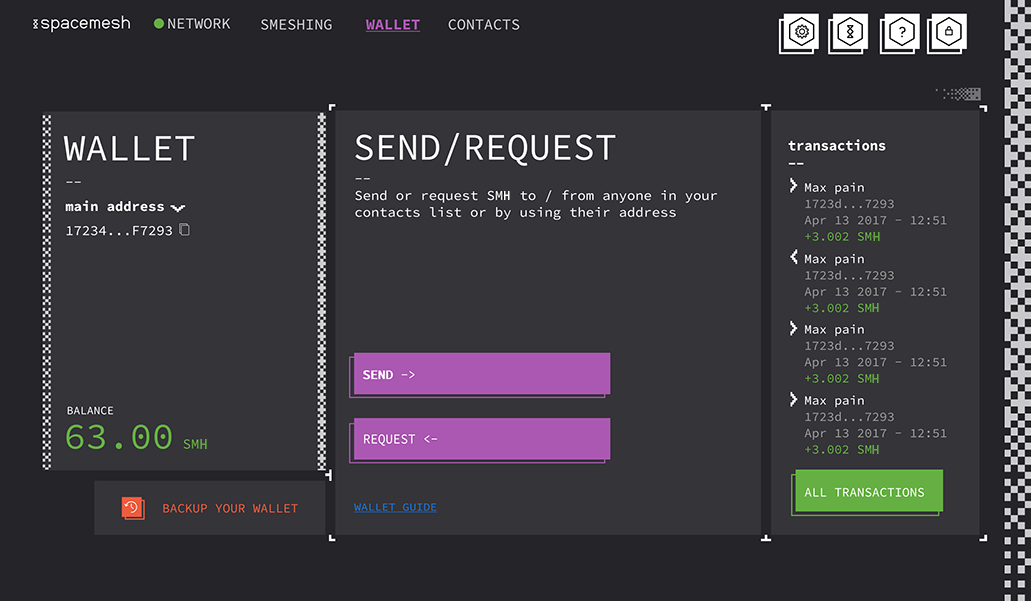 spacemesh
NETWORK
SMESHING
WALLET
CONTACTS
?
WALLET
--
main address
17234...F7293
BALANCE
63.00 SMH
BACKUP YOUR WALLET
SEND/REQUEST
--
Send or request SMH to / from anyone in your
contacts list or by using their address
SEND ->
REQUEST <-
WALLET GUIDE
transactions
--
Max pain
1723d...7293
Apr 13 2017 - 12:51
+3.002 SMH
Max pain
1723d...7293
Apr 13 2017 - 12:51
+3.002 SMH
Max pain
1723d...7293
Apr 13 2017 - 12:51
+3.002 SMH
Max pain
1723d...7293
Apr 13 2017 - 12:51
+3.002 SMH
ALL TRANSACTIONS